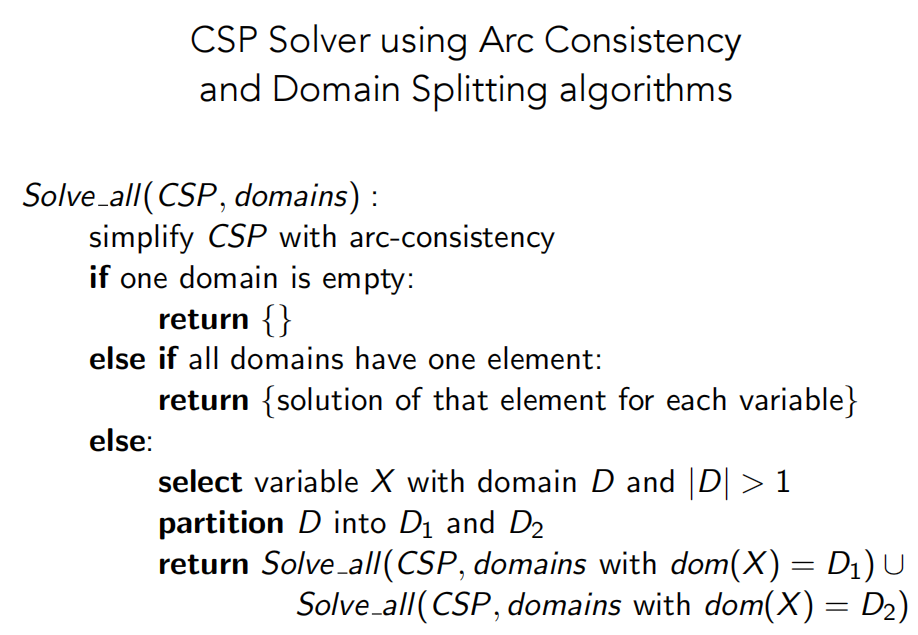 CSP Solver using Arc Consistency
and Domain Splitting algorithms
Solve_all(CSP, domains) :
simplify CSP with arc-consistency
if one domain is empty:
return {}
else if all domains have one element:
return {solution of that element for each variable}
else:
select variable X with domain D and |D| > 1
partition D into D₁ and D₂
return Solve_all(CSP, domains with dom(X) = D₁) ∪
Solve_all(CSP, domains with dom(X) = D₂)